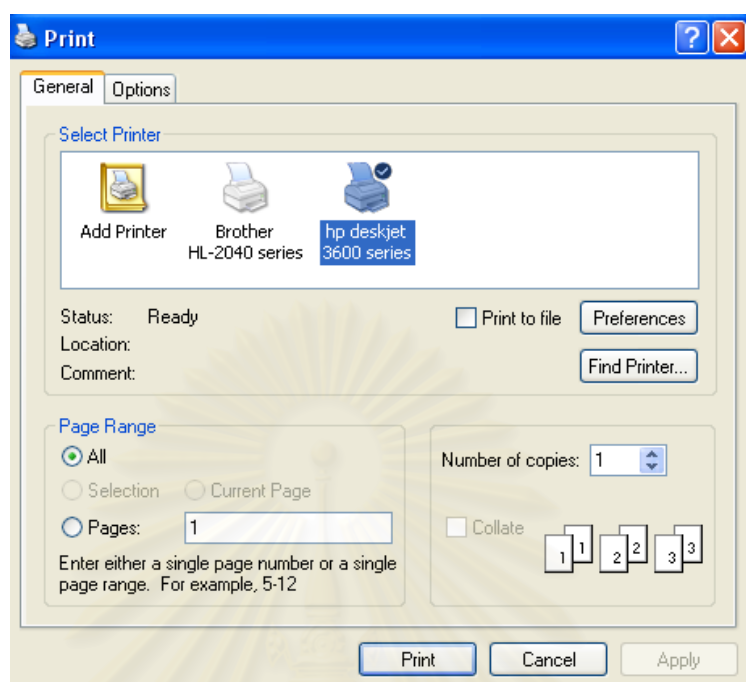 Print
General Options
Select Printer
Add Printer
Brother
HL-2040 series
hp deskjet
3600 series
Status: Ready
Print to file
Preferences
Location:
Comment:
Find Printer...
Page Range
All
Selection
Current Page
Pages: 1
Enter either a single page number or a single
page range. For example, 5-12
Number of copies: 1
Collate
1 1 2 2 3 3
Print Cancel Apply